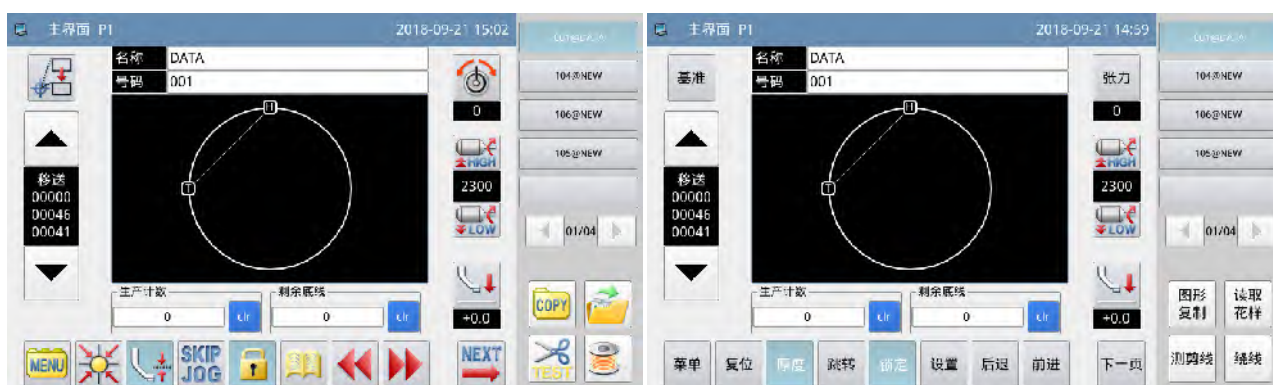 主界面 P1
2018-09-21 15:02
名称 DATA
号码 001
H
T
移送
00000
00046
00041
0
HIGH
2300
LOW
+0.0
生产计数
0
clr
剩余底线
0
clr
MENU
SKIP
JOG
NEXT
104@NEW
106@NEW
105@NEW
01/04
COPY
TEST
主界面 P1
2018-09-21 14:59
基准
名称 DATA
号码 001
H
T
移送
00000
00046
00041
张力
0
HIGH
2300
LOW
+0.0
生产计数
0
clr
剩余底线
0
clr
菜单
复位
厚度
跳转
锁定
设置
后退
前进
下一页
104@NEW
106@NEW
105@NEW
01/04
图形
复制
读取
花样
测剪线
绕线